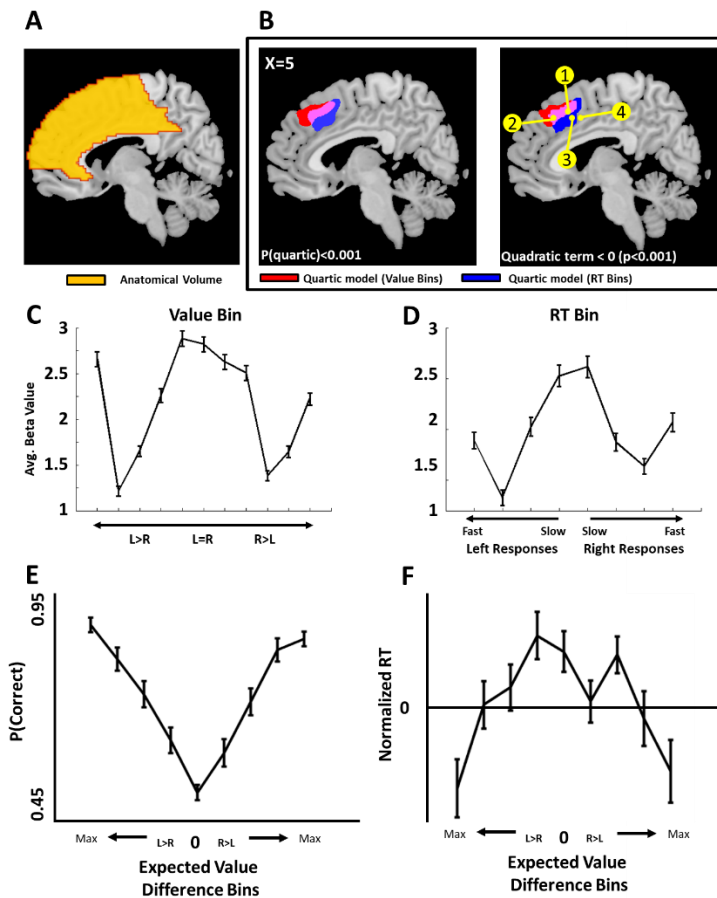 A
B
X=5
1
2
3
4
P(quartic)<0.001
Quadratic term < 0 (p<0.001)
Anatomical Volume
Quartic model (Value Bins)
Quartic model (RT Bins)
C
Value Bin
3
2.5
2
1.5
1
Avg. Beta Value
L>R
L=R
R>L
D
RT Bin
3
2.5
2
1.5
1
Fast
Slow
Slow
Fast
Left Responses
Right Responses
E
0.95
0.45
P(Correct)
Max
L>R
0
R>L
Max
Expected Value
Difference Bins
F
Normalized RT
0
Max
L>R
0
R>L
Max
Expected Value
Difference Bins